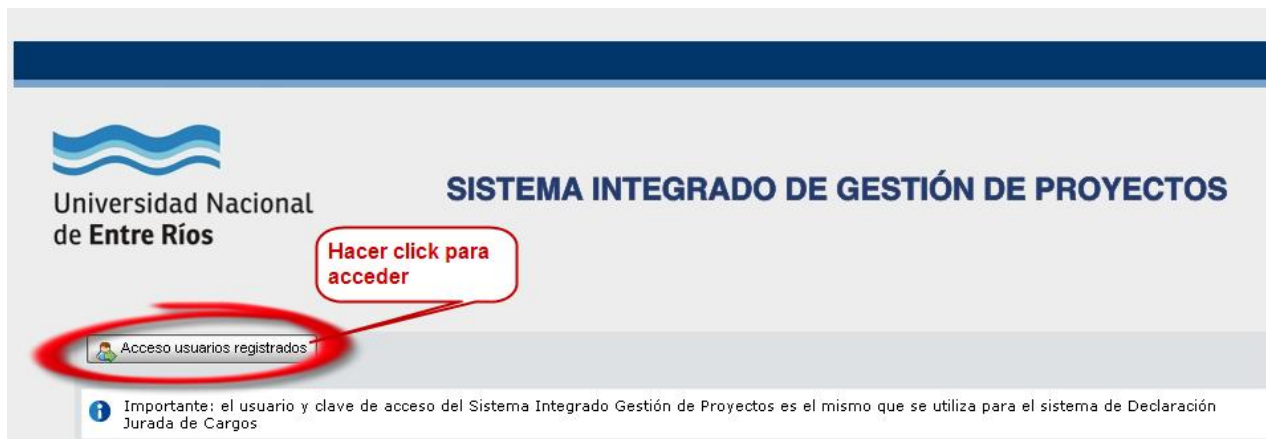 Universidad Nacional
de Entre Ríos
SISTEMA INTEGRADO DE GESTIÓN DE PROYECTOS
Hacer click para
acceder
Acceso usuarios registrados
Importante: el usuario y clave de acceso del Sistema Integrado Gestión de Proyectos es el mismo que se utiliza para el sistema de Declaración
Jurada de Cargos